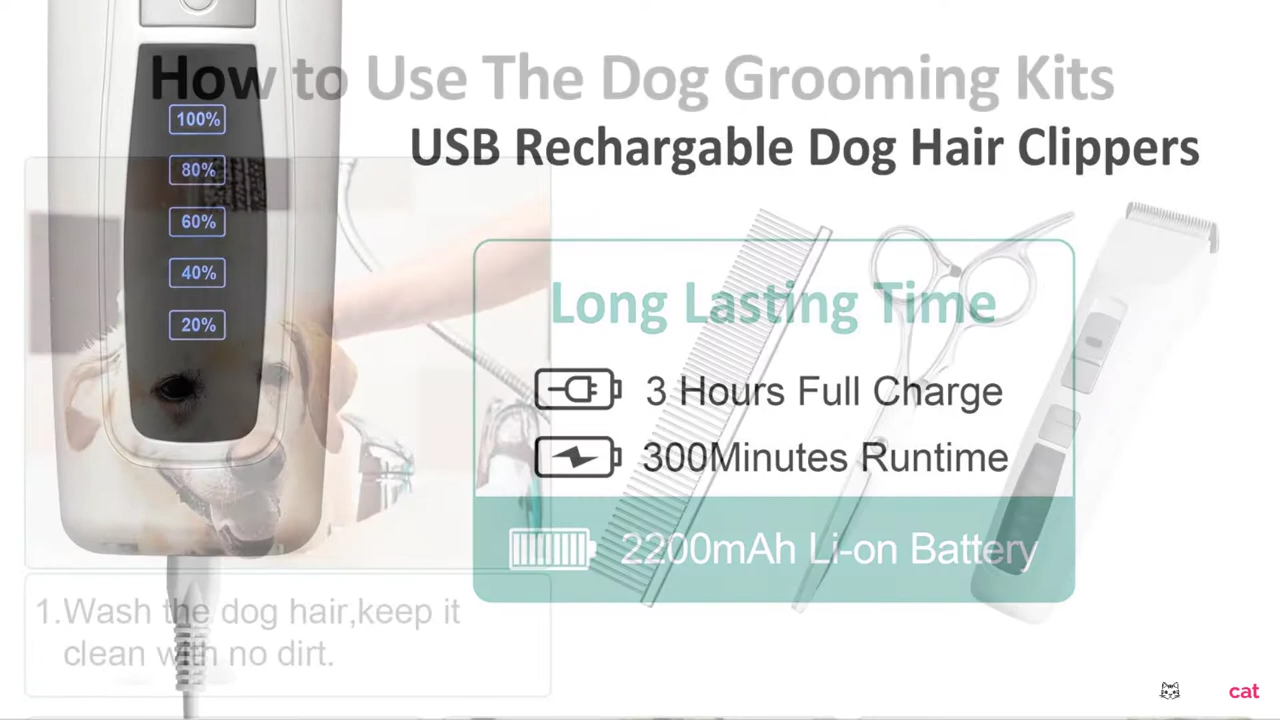 How to Use The Dog Grooming Kits
USB Rechargable Dog Hair Clippers
100%
80%
60%
40%
20%
Long Lasting Time
3 Hours Full Charge
300Minutes Runtime
2200mAh Li-on Battery
1.Wash the dog hair,keep it
clean with no dirt.
cat